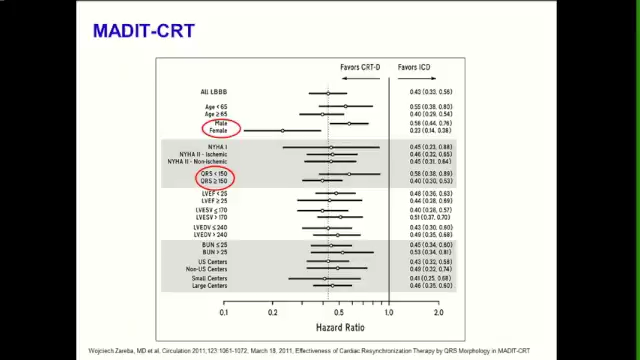 MADIT-CRT
Favors CRT-D Favors ICD
All LBBB 0.43 (0.33, 0.56)
Age < 65 0.55 (0.38, 0.80)
Age ≥ 65 0.40 (0.29, 0.54)
Male 0.58 (0.44, 0.76)
Female 0.23 (0.14, 0.38)
NYHA I 0.45 (0.23, 0.88)
NYHA II - Ischemic 0.46 (0.32, 0.65)
NYHA II - Non-ischemic 0.45 (0.31, 0.64)
QRS < 150 0.58 (0.38, 0.89)
QRS ≥ 150 0.40 (0.30, 0.53)
LVEF < 25 0.48 (0.36, 0.63)
LVEF ≥ 25 0.44 (0.28, 0.69)
LVESV ≤ 170 0.40 (0.28, 0.57)
LVESV > 170 0.51 (0.37, 0.70)
LVEDV ≤ 240 0.43 (0.30, 0.60)
LVEDV > 240 0.49 (0.35, 0.68)
BUN ≤ 25 0.45 (0.34, 0.60)
BUN > 25 0.53 (0.34, 0.81)
US Centers 0.43 (0.32, 0.58)
Non-US Centers 0.49 (0.32, 0.74)
Small Centers 0.41 (0.25, 0.68)
Large Centers 0.46 (0.35, 0.60)
0.1 0.2 0.5 1.0 2.0
Hazard Ratio
Wojciech Zareba, MD et al. Circulation 2011;123:1061-1072, March 18, 2011, Effectiveness of Cardiac Resynchronization Therapy by QRS Morphology in MADIT-CRT